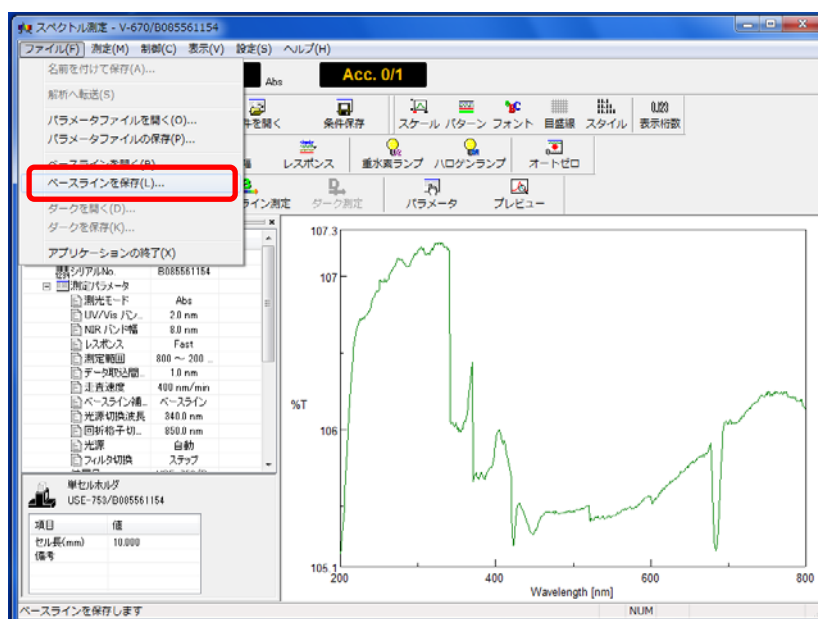 スペクトル測定 - V-670/B085561154
ファイル(F) 測定(M) 制御(C) 表示(V) 設定(S) ヘルプ(H)
名前を付けて保存(A)...
解析へ転送(S)
パラメータファイルを開く(O)...
パラメータファイルの保存(P)...
ベースラインを開く(B)...
ベースラインを保存(L)...
ダークを開く(D)...
ダークを保存(K)...
アプリケーションの終了(X)
Abs Acc. 0/1
件を開く 条件保存 スケール パターン フォント 目盛線 スタイル 表示桁数
レスポンス 重水素ランプ ハロゲンランプ オートゼロ
ライン測定 ダーク測定 パラメータ プレビュー
シリアルNo. B085561154
測定パラメータ
測光モード Abs
UV/Vis バン... 2.0 nm
NIR バンド幅 8.0 nm
レスポンス Fast
測定範囲 800 ～ 200 ...
データ取込間... 1.0 nm
走査速度 400 nm/min
ベースライン補... ベースライン
光源切換波長 340.0 nm
回折格子切... 850.0 nm
光源 自動
フィルタ切換 ステップ
単セルホルダ
USE-753/B005561154
項目 値
セル長(mm) 10.000
備考
107.3
107
%T
106
105.1
200 400 600 800
Wavelength [nm]
ベースラインを保存します NUM